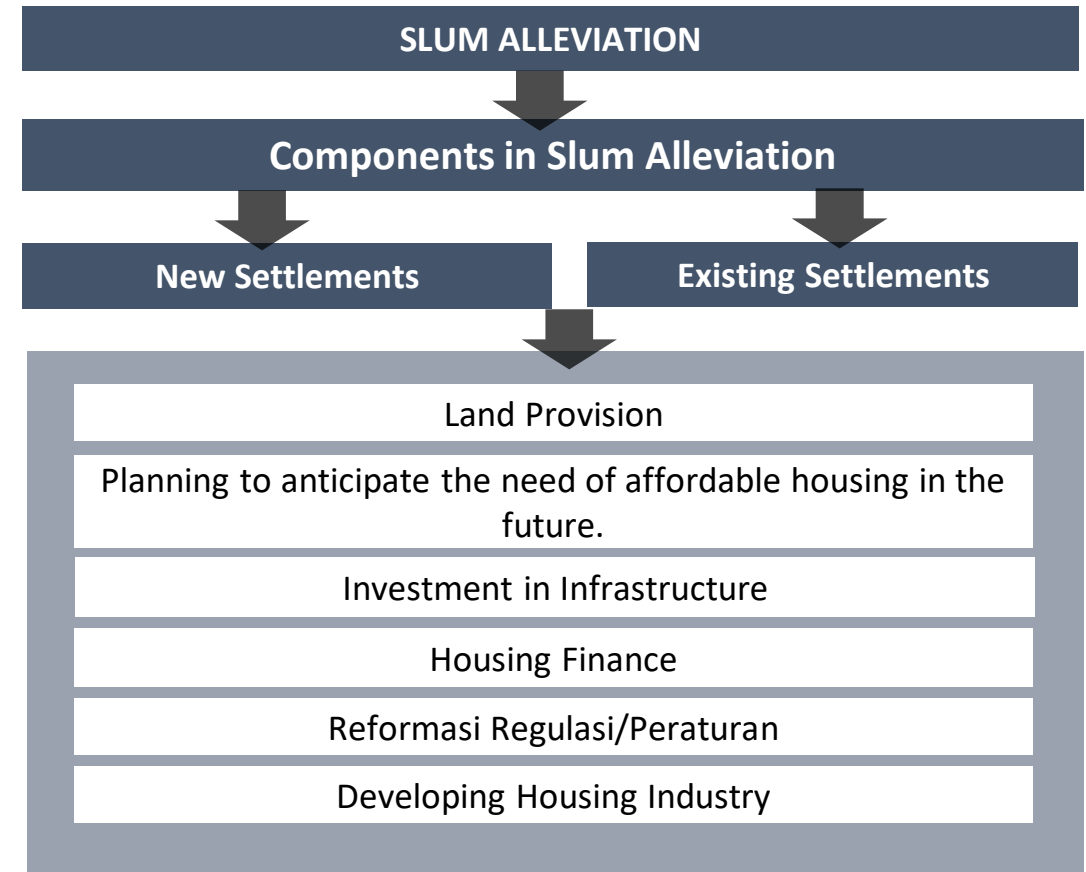 SLUM ALLEVIATION
Components in Slum Alleviation
New Settlements
Existing Settlements
Land Provision
Planning to anticipate the need of affordable housing in the
future.
Investment in Infrastructure
Housing Finance
Reformasi Regulasi/Peraturan
Developing Housing Industry